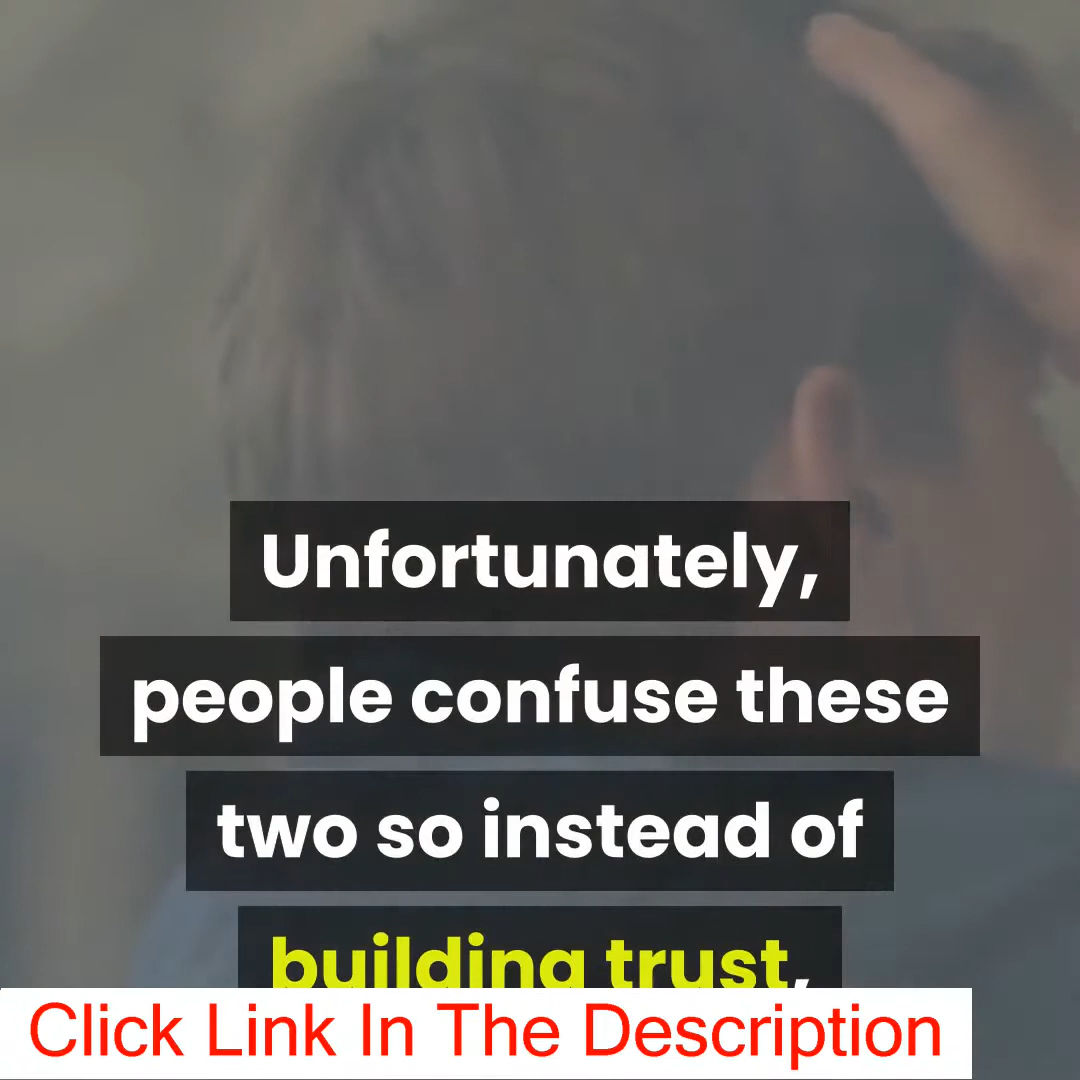 Unfortunately,
people confuse these
two so instead of
building trust,
Click Link In The Description